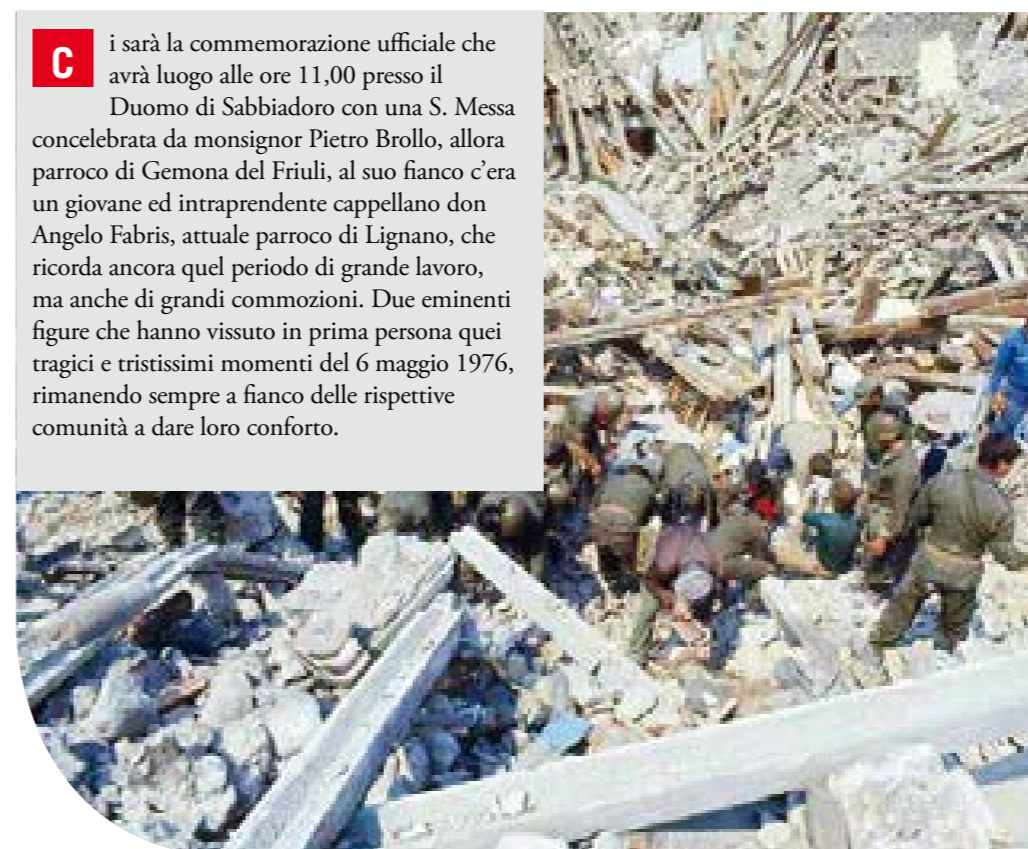 Ci sarà la commemorazione ufficiale che
avrà luogo alle ore 11,00 presso il
Duomo di Sabbiadoro con una S. Messa
concelebrata da monsignor Pietro Brollo, allora
parroco di Gemona del Friuli, al suo fianco c'era
un giovane ed intraprendente cappellano don
Angelo Fabris, attuale parroco di Lignano, che
ricorda ancora quel periodo di grande lavoro,
ma anche di grandi commozioni. Due eminenti
figure che hanno vissuto in prima persona quei
tragici e tristissimi momenti del 6 maggio 1976,
rimanendo sempre a fianco delle rispettive
comunità a dare loro conforto.